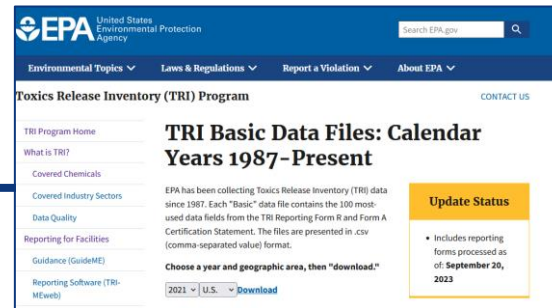 EPA
United States
Environmental Protection
Agency
Search EPA.gov
Environmental Topics
Laws & Regulations
Report a Violation
About EPA
Toxics Release Inventory (TRI) Program
CONTACT US
TRI Program Home
What is TRI?
Covered Chemicals
Covered Industry Sectors
Data Quality
Reporting for Facilities
Guidance (GuideME)
Reporting Software (TRI-
MEweb)
TRI Basic Data Files: Calendar
Years 1987-Present
EPA has been collecting Toxics Release Inventory (TRI) data
since 1987. Each "Basic" data file contains the 100 most-
used data fields from the TRI Reporting Form R and Form A
Certification Statement. The files are presented in .csv
(comma-separated value) format.
Choose a year and geographic area, then "download."
2021 U.S. Download
Update Status
• Includes reporting
forms processed as
of: September 20,
2023